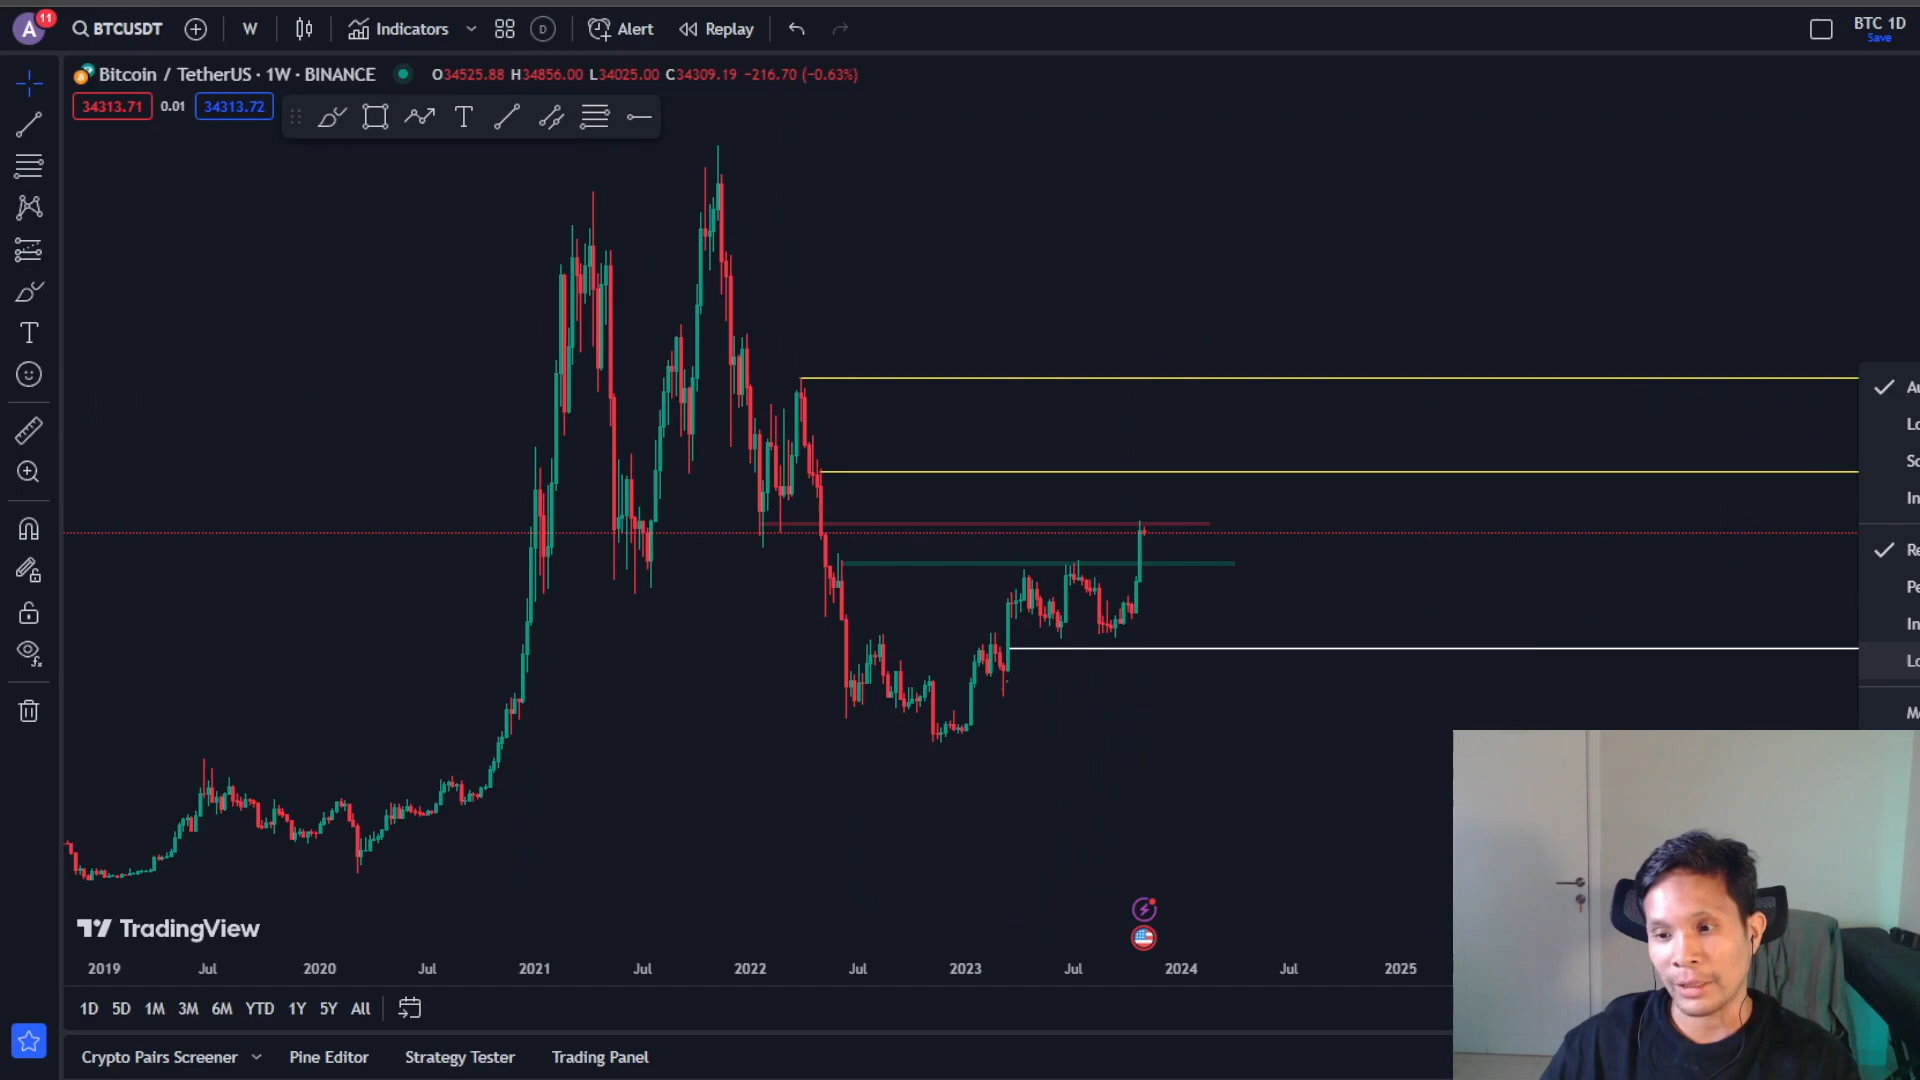 A 11 BTCUSDT W Indicators D Alert Replay BTC 1D
Save
Bitcoin / TetherUS · 1W · BINANCE O34525.88 H34856.00 L34025.00 C34309.19 −216.70 (−0.63%)
34313.71 0.01 34313.72 T
T
TradingView
2019 Jul 2020 Jul 2021 Jul 2022 Jul 2023 Jul 2024 Jul 2025
1D 5D 1M 3M 6M YTD 1Y 5Y All
Crypto Pairs Screener Pine Editor Strategy Tester Trading Panel